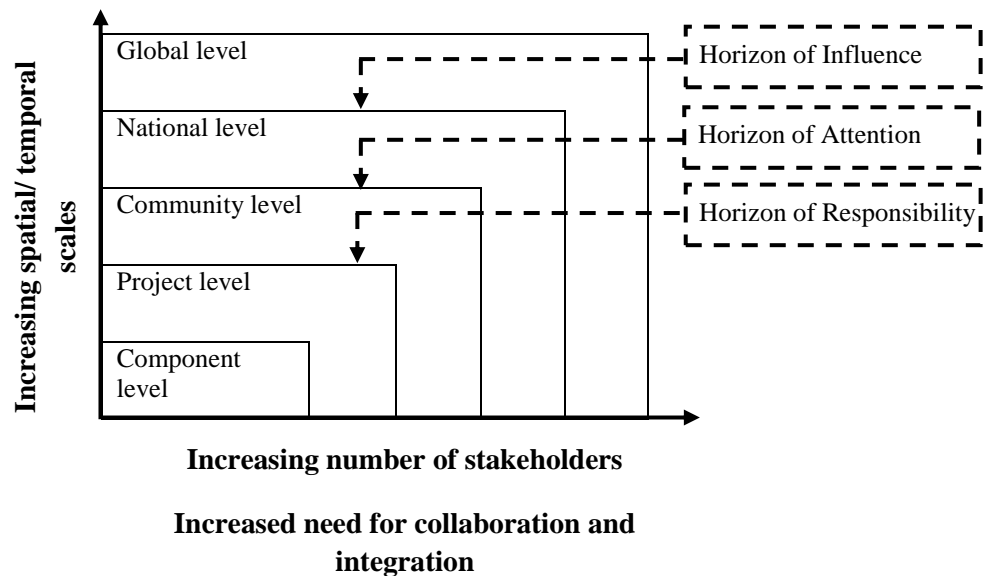 Increasing spatial/ temporal
scales
Global level
National level
Community level
Project level
Component
level
Horizon of Influence
Horizon of Attention
Horizon of Responsibility
Increasing number of stakeholders
Increased need for collaboration and
integration